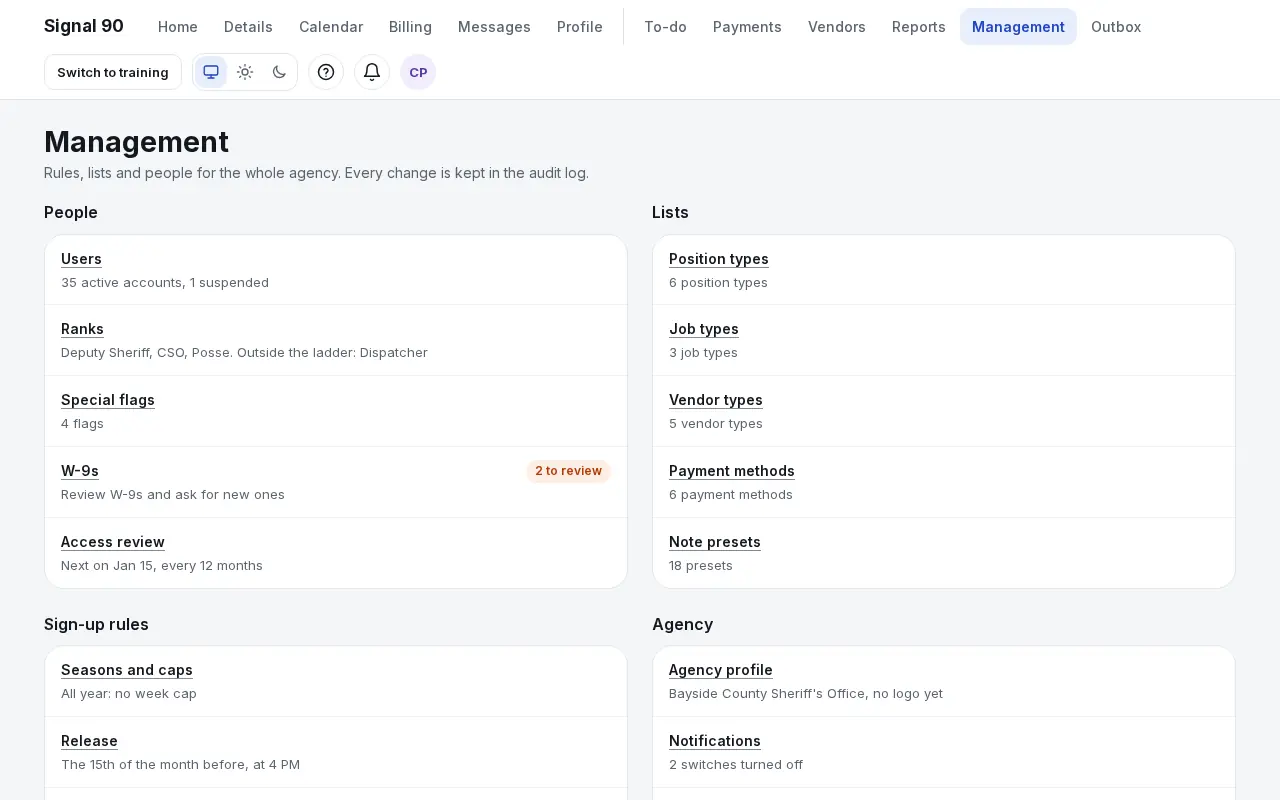 Signal 90
Home
Details
Calendar
Billing
Messages
Profile
To-do
Payments
Vendors
Reports
Management
Outbox
Switch to training
CP
Management
Rules, lists and people for the whole agency. Every change is kept in the audit log.
People
Users
35 active accounts, 1 suspended
Ranks
Deputy Sheriff, CSO, Posse. Outside the ladder: Dispatcher
Special flags
4 flags
W-9s
2 to review
Review W-9s and ask for new ones
Access review
Next on Jan 15, every 12 months
Lists
Position types
6 position types
Job types
3 job types
Vendor types
5 vendor types
Payment methods
6 payment methods
Note presets
18 presets
Sign-up rules
Seasons and caps
All year: no week cap
Release
The 15th of the month before, at 4 PM
Agency
Agency profile
Bayside County Sheriff's Office, no logo yet
Notifications
2 switches turned off